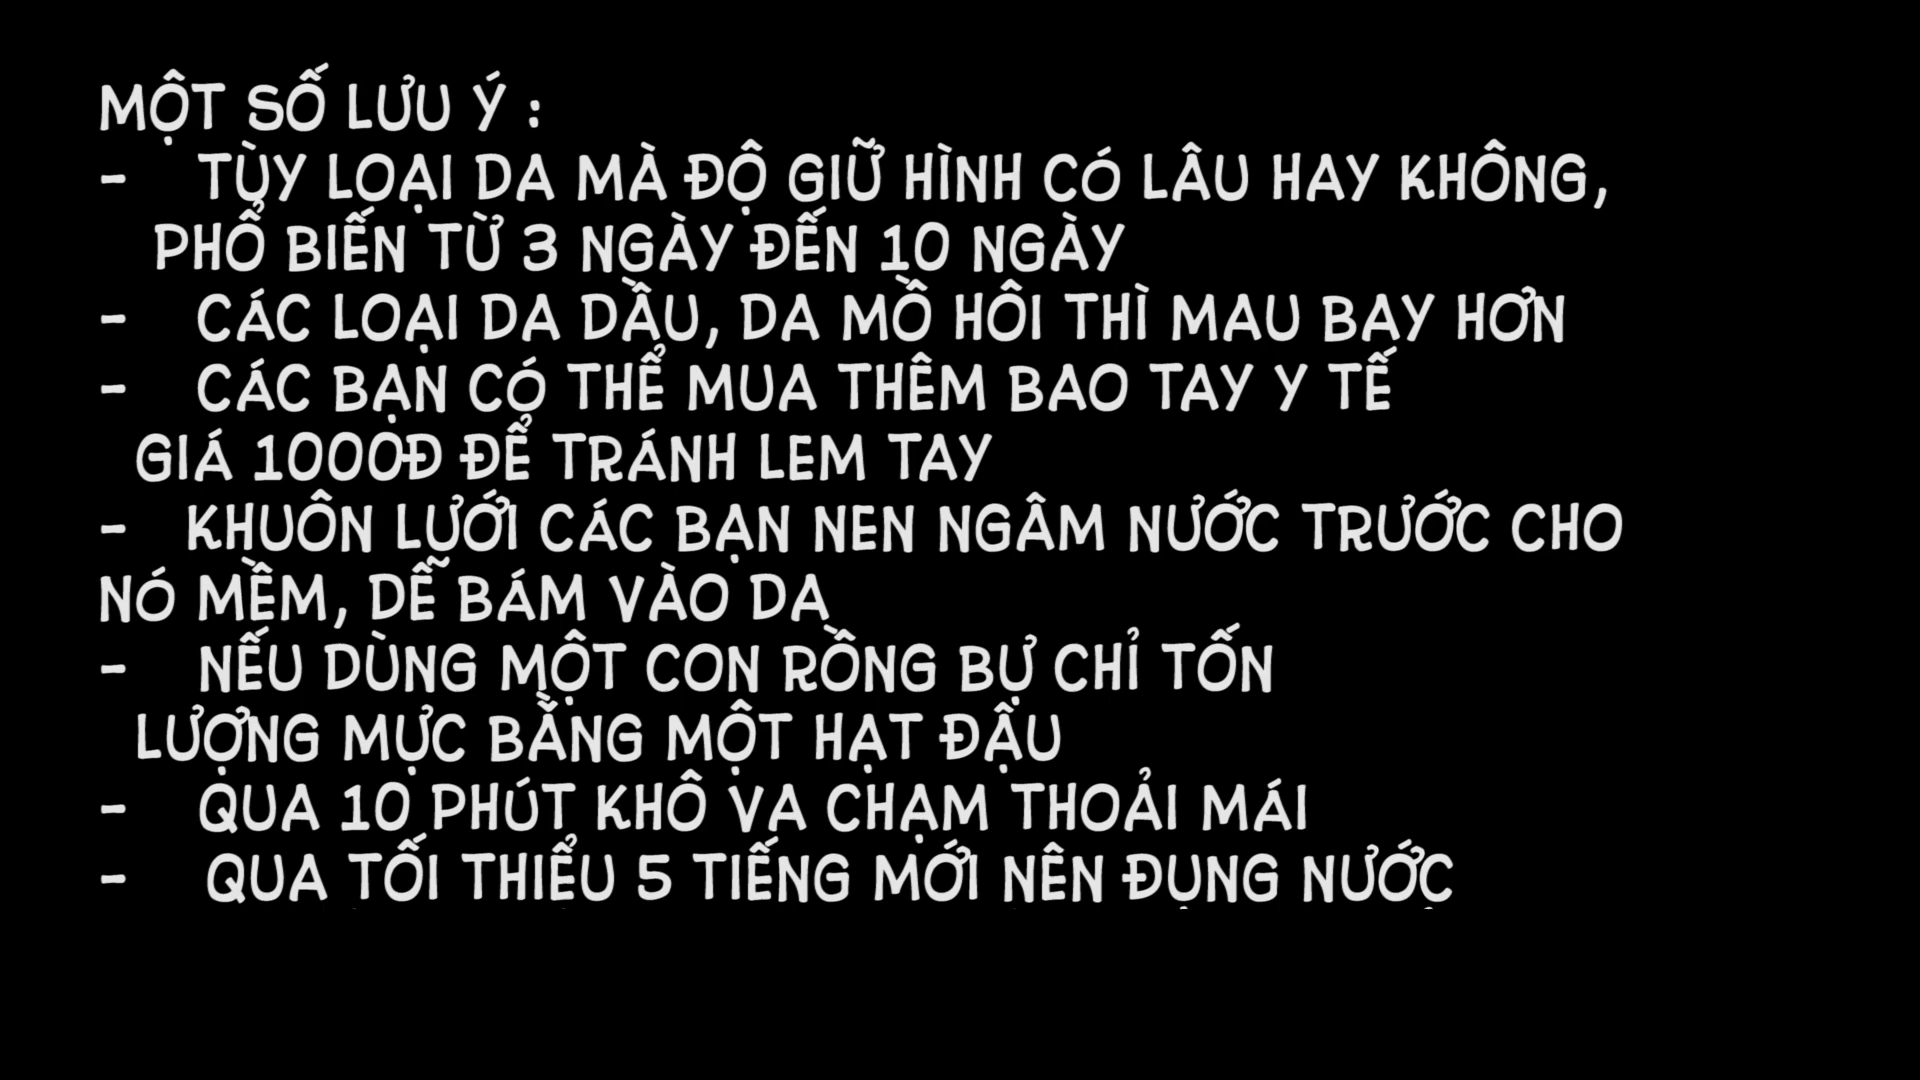 MỘT SỐ LƯU Ý :
- TÙY LOẠI DA MÀ ĐỘ GIỮ HÌNH CÓ LÂU HAY KHÔNG,
PHỔ BIẾN TỪ 3 NGÀY ĐẾN 10 NGÀY
- CÁC LOẠI DA DẦU, DA MỒ HÔI THÌ MAU BAY HƠN
- CÁC BẠN CÓ THỂ MUA THÊM BAO TAY Y TẾ
GIÁ 1000Đ ĐỂ TRÁNH LEM TAY
- KHUÔN LƯỚI CÁC BẠN NEN NGÂM NƯỚC TRƯỚC CHO
NÓ MỀM, DỄ BÁM VÀO DA
- NẾU DÙNG MỘT CON RỒNG BỰ CHỈ TỐN
LƯỢNG MỰC BẰNG MỘT HẠT ĐẬU
- QUA 10 PHÚT KHÔ VA CHẠM THOẢI MÁI
- QUA TỐI THIỂU 5 TIẾNG MỚI NÊN ĐỤNG NƯỚC